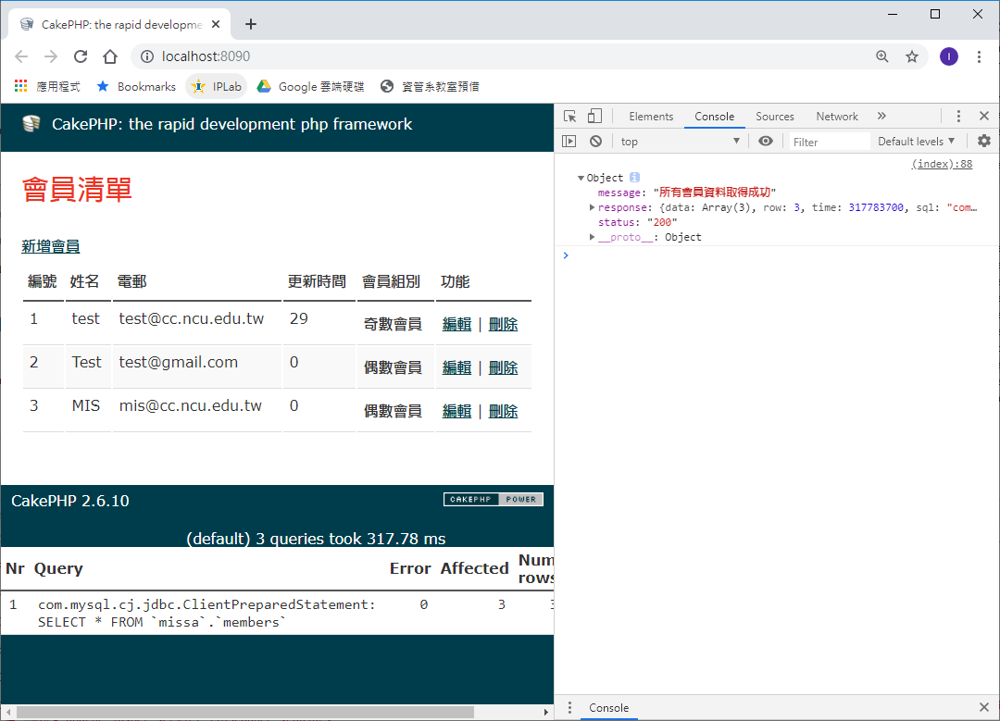 CakePHP: the rapid developme
localhost:8090
I
應用程式 Bookmarks IPLab Google 雲端硬碟 資管系教室預借
CakePHP: the rapid development php framework
會員清單
新增會員
編號 姓名 電郵 更新時間 會員組別 功能
1 test test@cc.ncu.edu.tw 29 奇數會員 編輯 | 刪除
2 Test test@gmail.com 0 偶數會員 編輯 | 刪除
3 MIS mis@cc.ncu.edu.tw 0 偶數會員 編輯 | 刪除
CakePHP 2.6.10 CAKEPHP POWER
(default) 3 queries took 317.78 ms
Nr Query Error Affected Num
rows
1 com.mysql.cj.jdbc.ClientPreparedStatement: 0 3 3
SELECT * FROM `missa`.`members`
Elements Console Sources Network »
top Filter Default levels
(index):88
Object i
message: "所有會員資料取得成功"
response: {data: Array(3), row: 3, time: 317783700, sql: "com…
status: "200"
__proto__: Object
Console